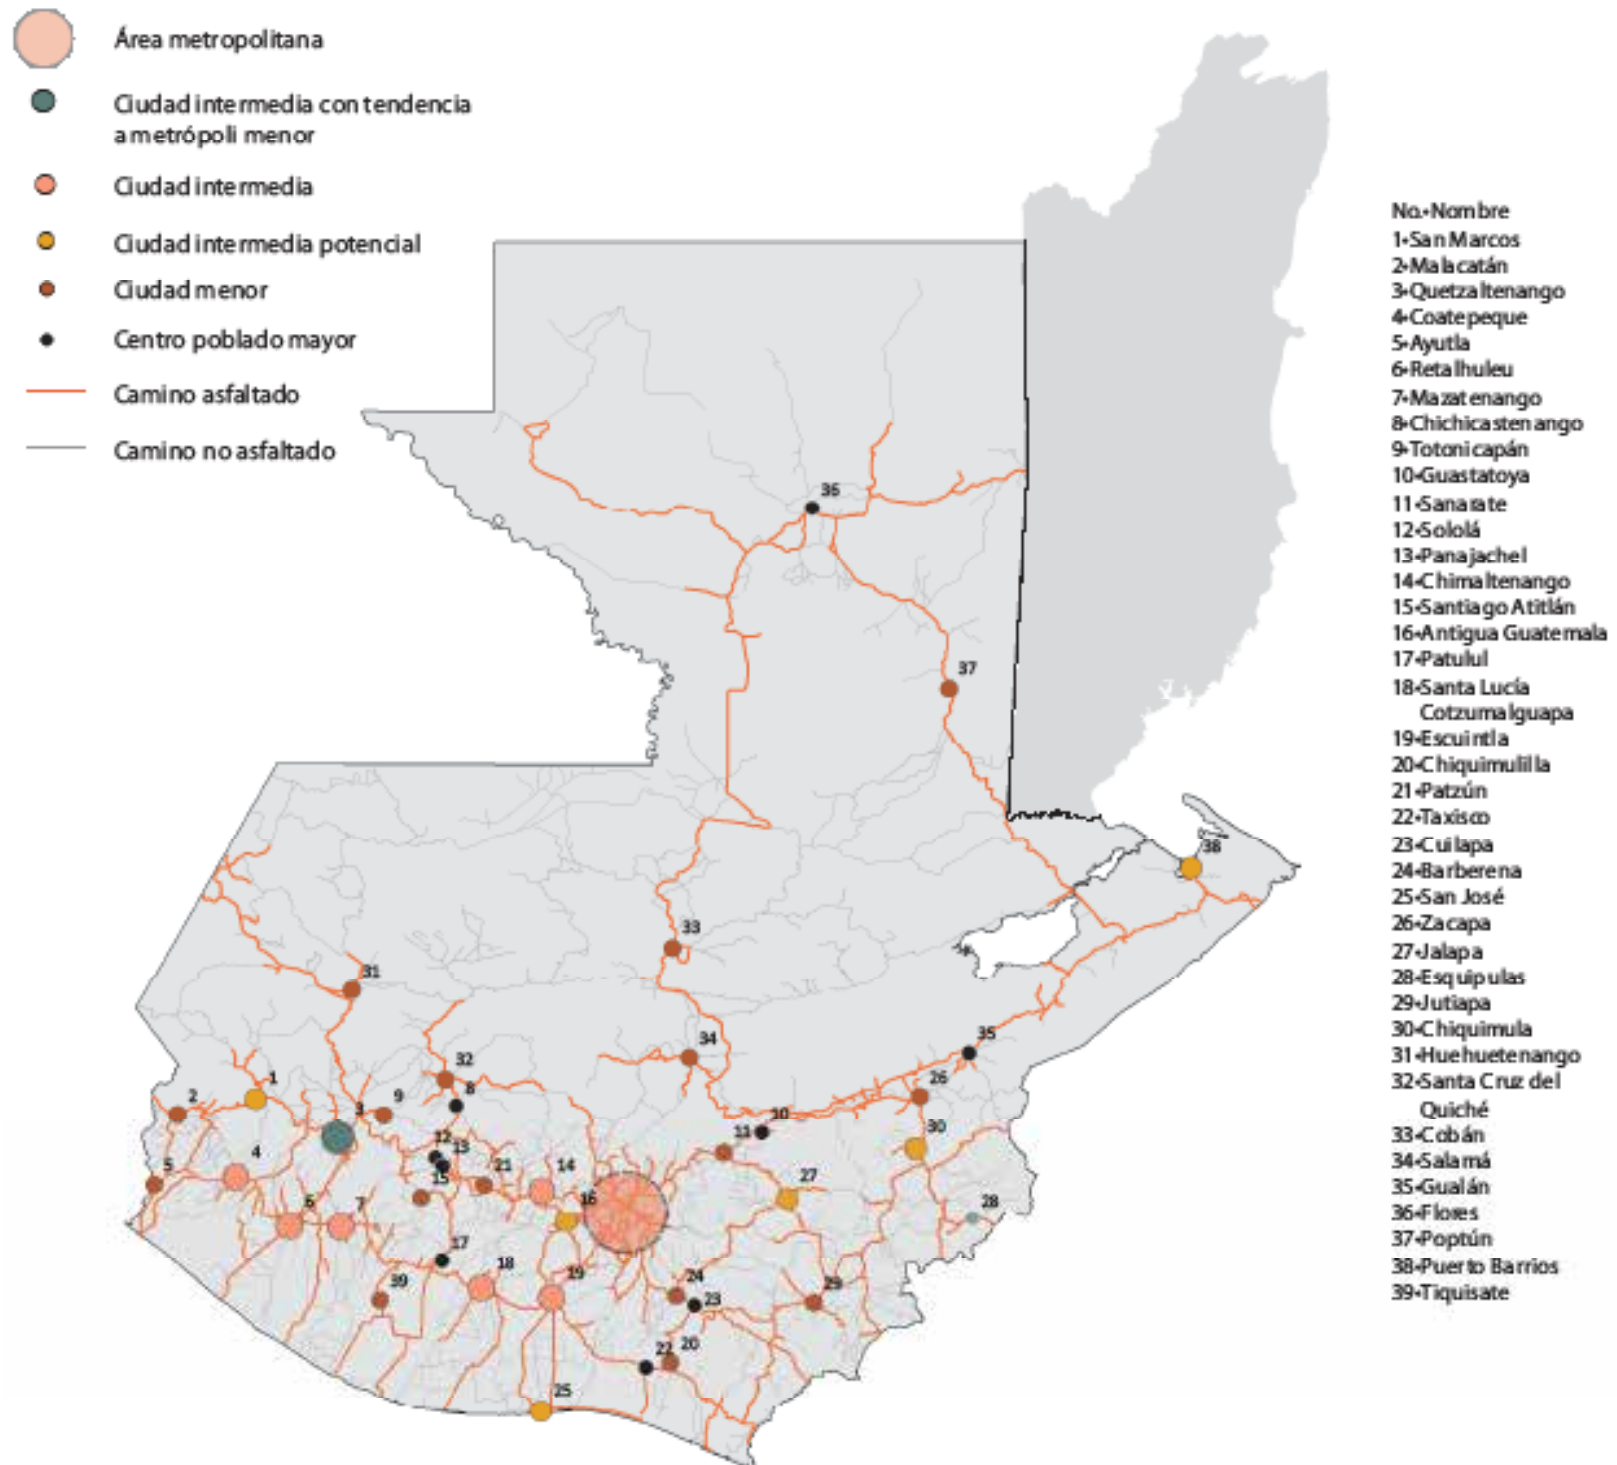 Área metropolitana
Ciudad intermedia con tendencia
a metrópoli menor
Ciudad intermedia
Ciudad intermedia potencial
Ciudad menor
Centro poblado mayor
Camino asfaltado
Camino no asfaltado
36
37
38
33
31
34
35
32
1
8
26
2
9
3
10
11
30
12
13
4
5
21
14
27
15
16
6
7
28
17
18
19
24
39
23
29
22
20
25
No.•Nombre
1•San Marcos
2•Malacatán
3•Quetzaltenango
4•Coatepeque
5•Ayutla
6•Retalhuleu
7•Mazatenango
8•Chichicastenango
9•Totonicapán
10•Guastatoya
11•Sanarate
12•Sololá
13•Panajachel
14•Chimaltenango
15•Santiago Atitlán
16•Antigua Guatemala
17•Patulul
18•Santa Lucía
Cotzumalguapa
19•Escuintla
20•Chiquimulilla
21•Patzún
22•Taxisco
23•Cuilapa
24•Barberena
25•San José
26•Zacapa
27•Jalapa
28•Esquipulas
29•Jutiapa
30•Chiquimula
31•Huehuetenango
32•Santa Cruz del
Quiché
33•Cobán
34•Salamá
35•Gualán
36•Flores
37•Poptún
38•Puerto Barrios
39•Tiquisate